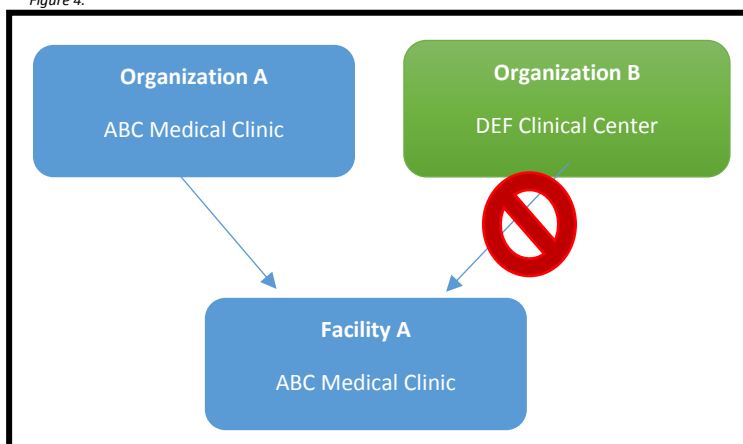 Figure 4.
Organization A
ABC Medical Clinic
Organization B
DEF Clinical Center
Facility A
ABC Medical Clinic